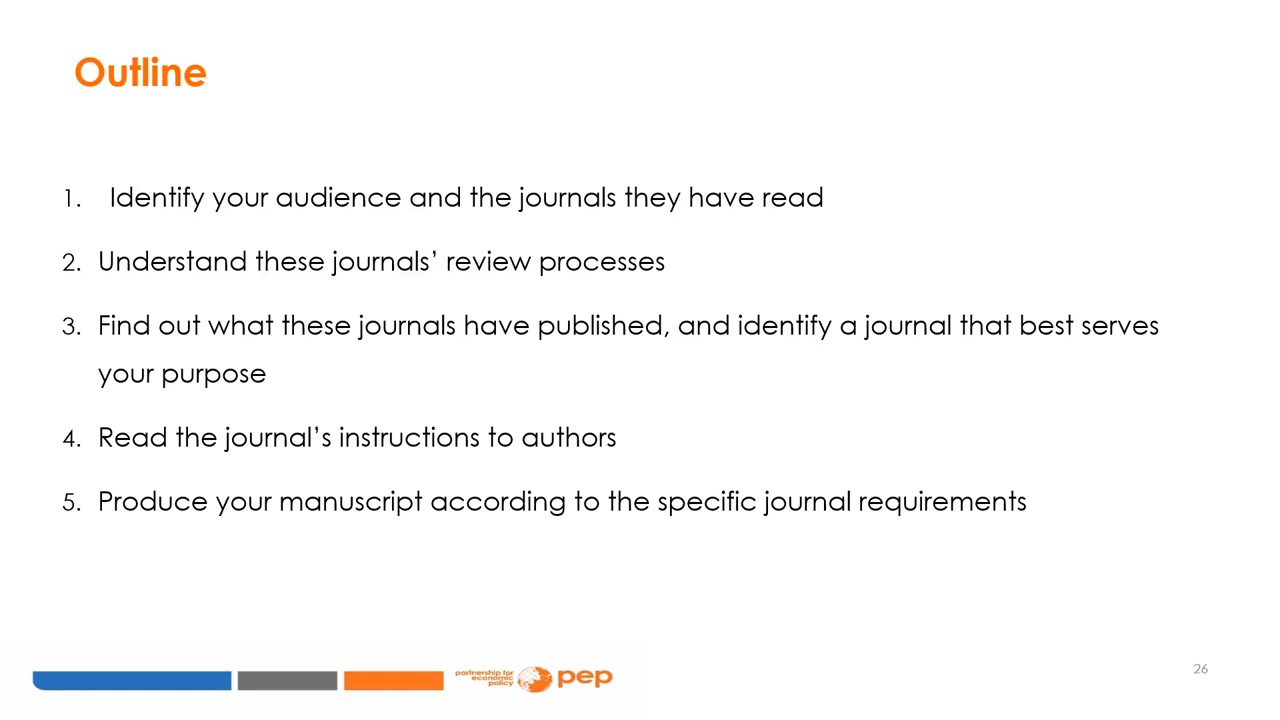 Outline
1. Identify your audience and the journals they have read
2. Understand these journals’ review processes
3. Find out what these journals have published, and identify a journal that best serves
your purpose
4. Read the journal’s instructions to authors
5. Produce your manuscript according to the specific journal requirements
partnership for
economic
policy
pep
26